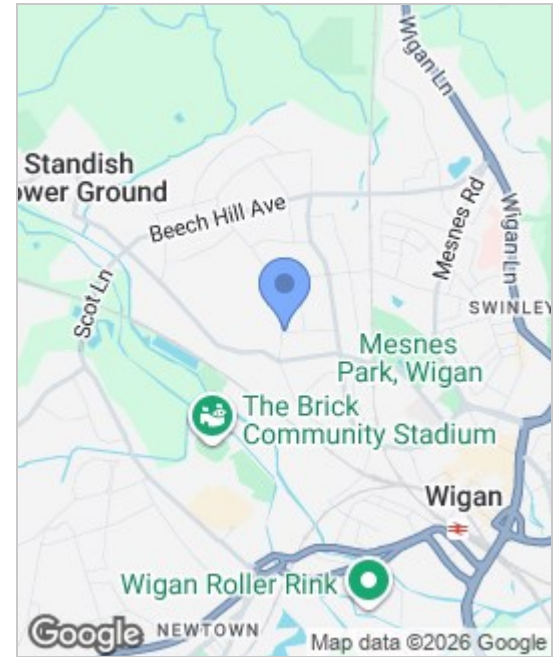 Wigan Ln
Standish
ower Ground
Beech Hill Ave
Mesnes Rd
Wigan Ln
Scot Ln
SWINLEY
Mesnes
Park, Wigan
The Brick
Community Stadium
Wigan
Wigan Roller Rink
Google
NEWTOWN
Map data ©2026 Google